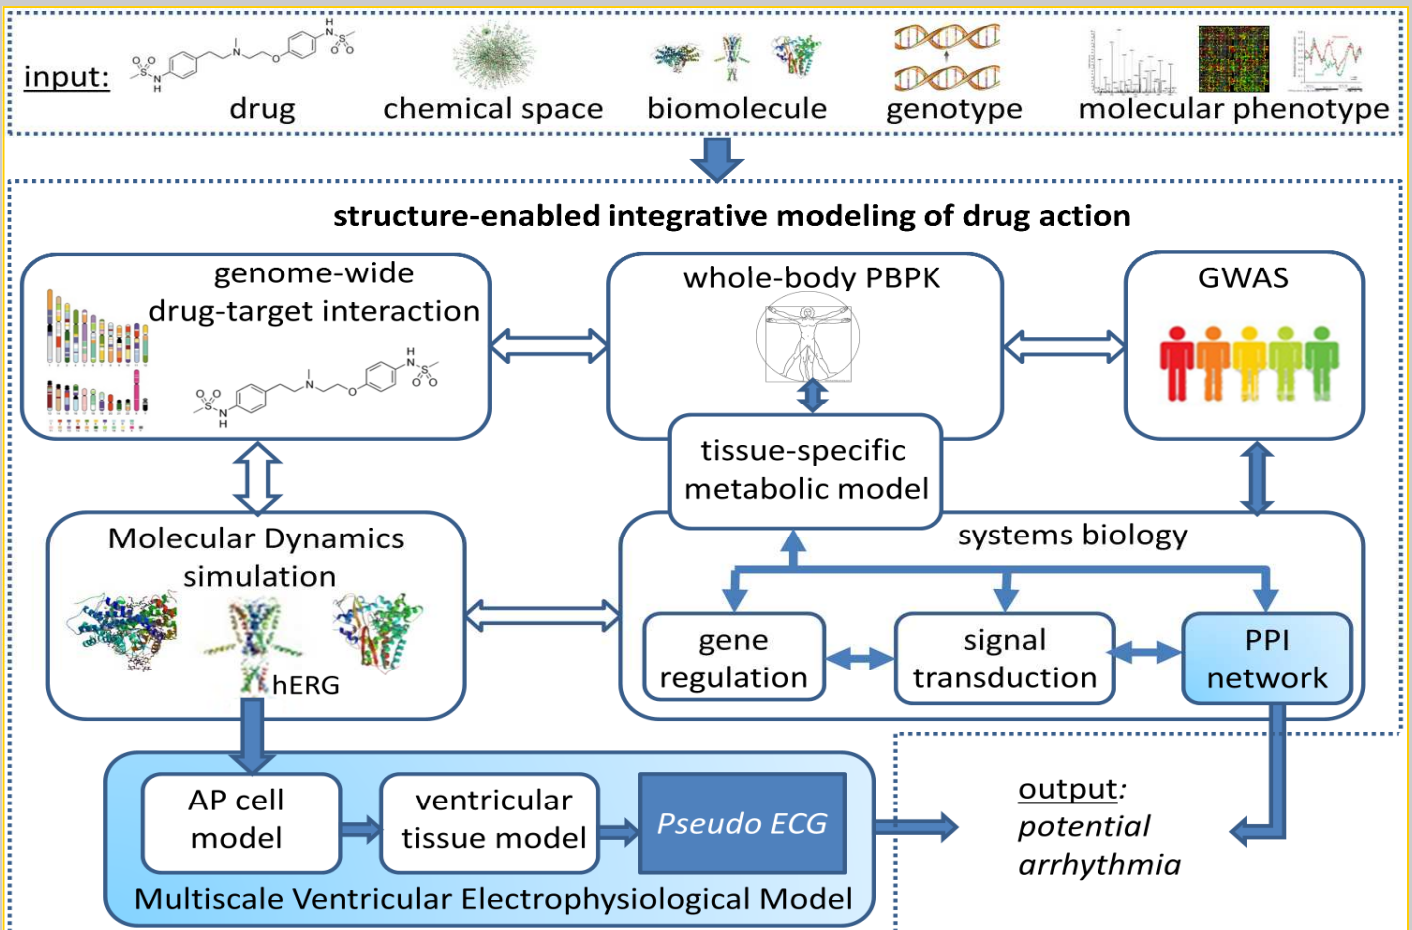 input:
drug
chemical space
biomolecule
genotype
molecular phenotype
structure-enabled integrative modeling of drug action
genome-wide
drug-target interaction
whole-body PBPK
GWAS
tissue-specific
metabolic model
Molecular Dynamics
simulation
hERG
systems biology
gene
regulation
signal
transduction
PPI
network
AP cell
model
ventricular
tissue model
Pseudo ECG
Multiscale Ventricular Electrophysiological Model
output:
potential
arrhythmia